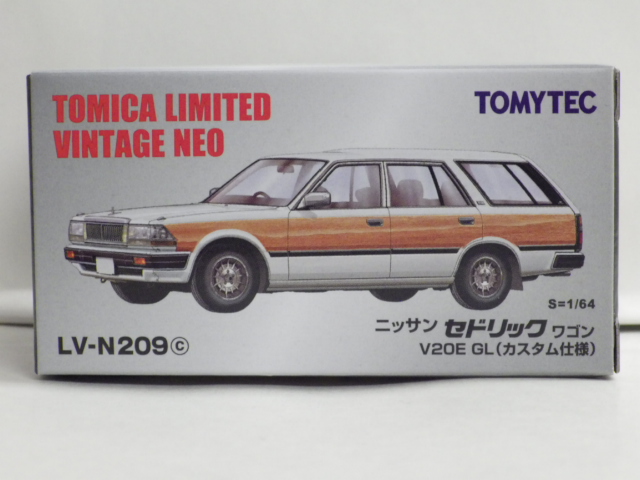 TOMICA LIMITED
VINTAGE NEO
TOMYTEC
S=1/64
ニッサン セドリック ワゴン
V20E GL(カスタム仕様)
LV-N209ⓒ